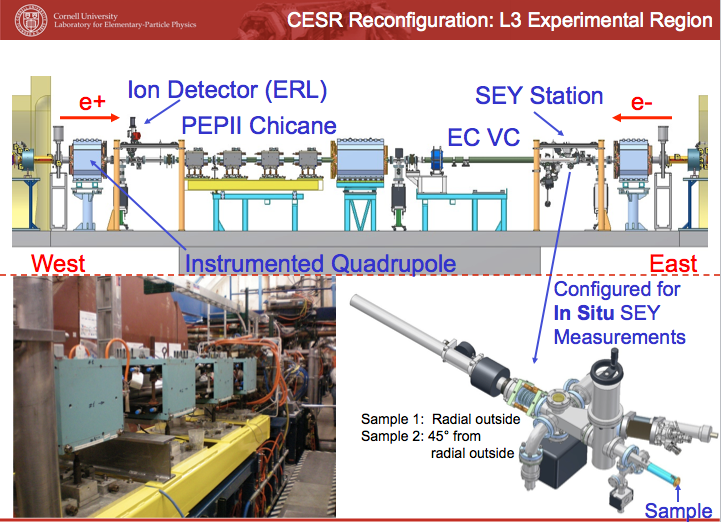 Cornell University
Laboratory for Elementary-Particle Physics
CESR Reconfiguration: L3 Experimental Region
e+
Ion Detector (ERL)
PEPII Chicane
SEY Station
EC VC
e-
West
Instrumented Quadrupole
East
Configured for
In Situ SEY
Measurements
Sample 1: Radial outside
Sample 2: 45° from
radial outside
Sample